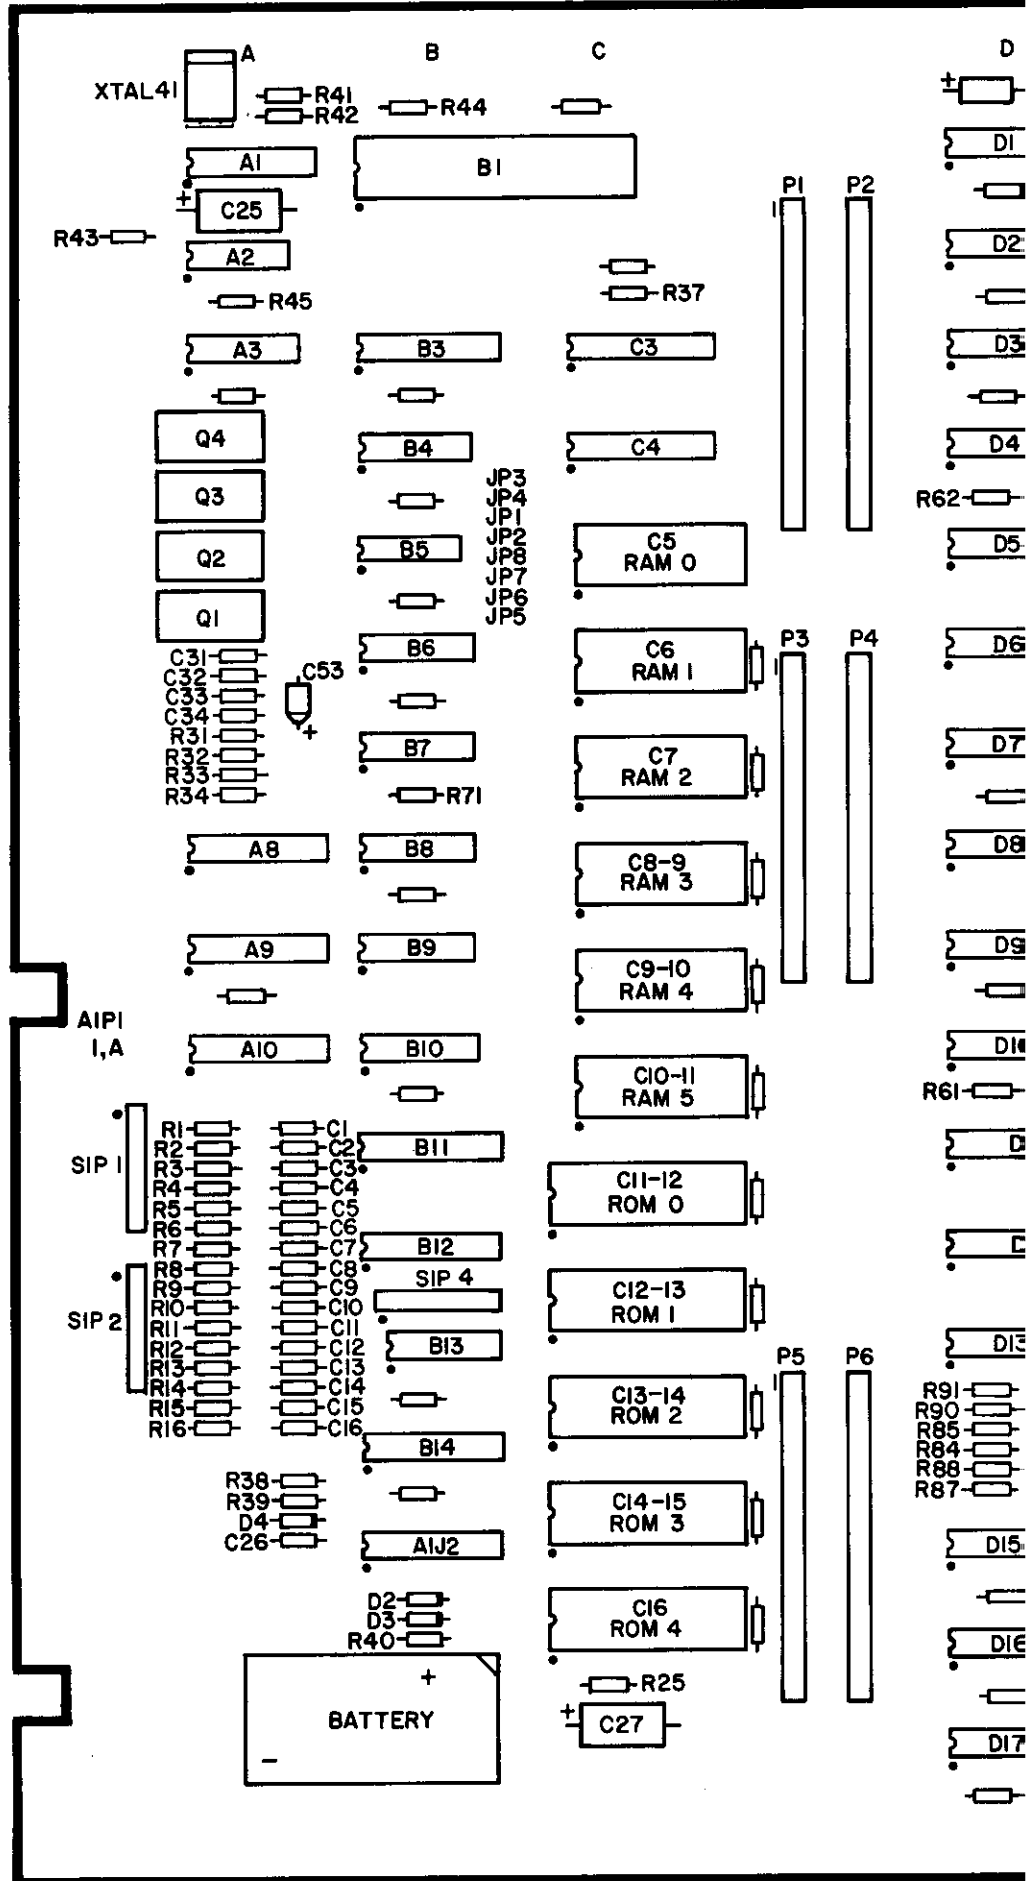 A B C D
XTAL41
R41
R42
R44
+
A1
B1
D1
P1 P2
+
C25
I
R43
A2
D2
R45
R37
A3
B3
C3
D3
Q4
B4
C4
D4
JP3
JP4
JP1
JP2
JP8
JP7
JP6
JP5
Q3
R62
Q2
B5
C5
RAM 0
D5
Q1
B6
C6
RAM 1
P3 P4
I
D6
C31
C32
C33
C34
R31
R32
R33
R34
C53
+
B7
C7
RAM 2
D7
R71
A8
B8
C8-9
RAM 3
D8
A9
B9
C9-10
RAM 4
D9
A1P1
1,A
A10
B10
C10-11
RAM 5
R61
SIP 1
R1 C1
R2 C2
R3 C3
R4 C4
R5 C5
R6 C6
R7 C7
R8 C8
R9 C9
R10 C10
R11 C11
R12 C12
R13 C13
R14 C14
R15 C15
R16 C16
SIP 2
B11
C11-12
ROM 0
B12
SIP 4
C12-13
ROM 1
B13
D13
P5 P6
I
C13-14
ROM 2
R91
R90
R85
R84
R88
R87
B14
R38
R39
D4
C26
C14-15
ROM 3
A1J2
D15
D2
D3
R40
C16
ROM 4
D16
+
BATTERY
-
R25
+
C27
D17